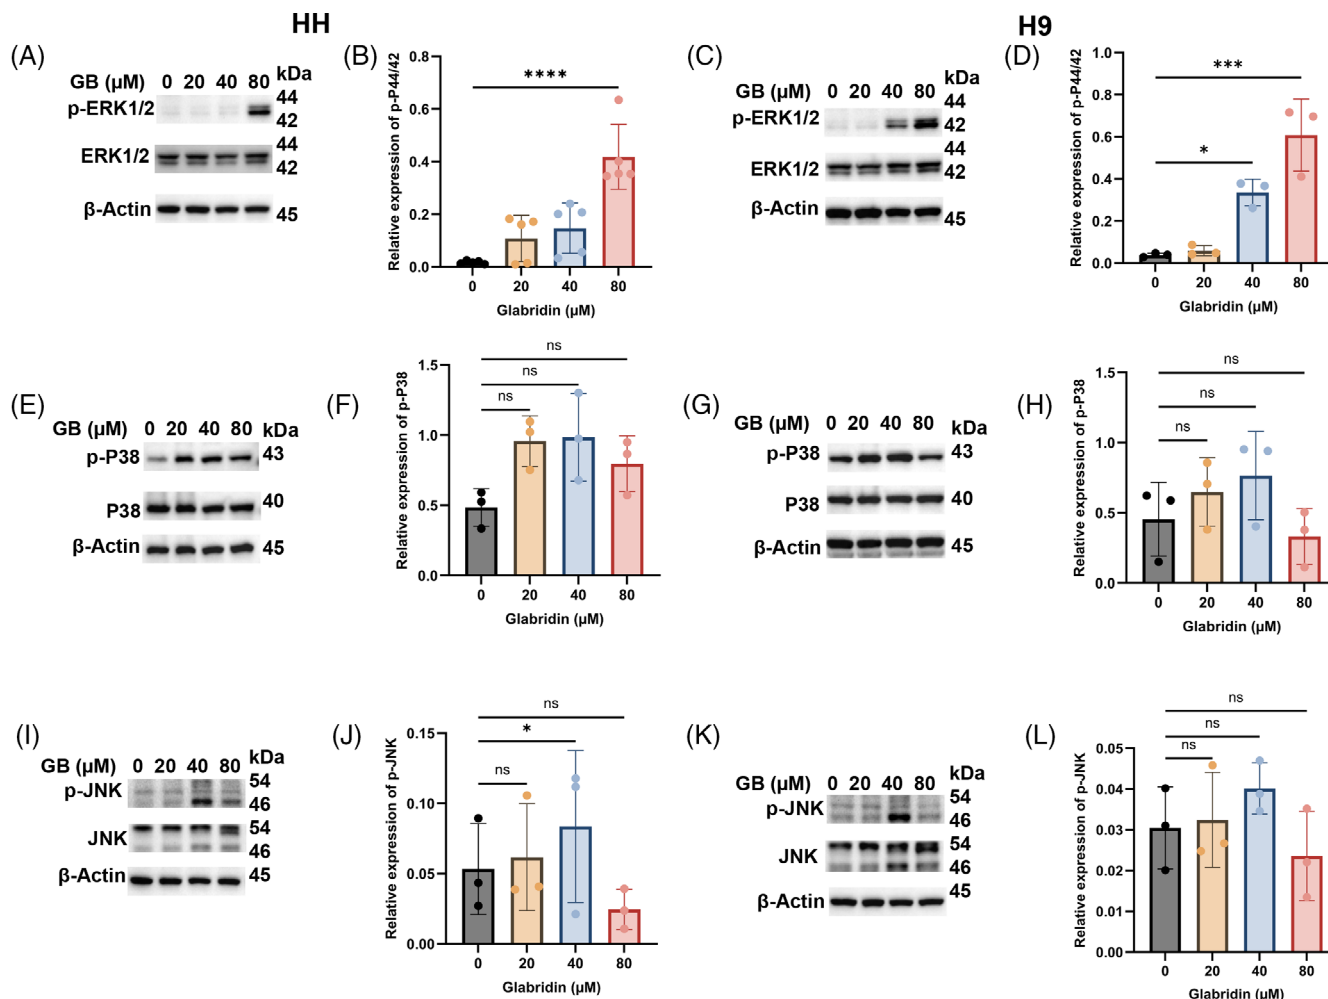 HH
H9
(A)
GB (μM) 0 20 40 80 kDa
p-ERK1/2 44
42
ERK1/2 44
42
β-Actin 45
(B)
Relative expression of p-P44/42
0.8
0.6
0.4
0.2
0.0
****
0 20 40 80
Glabridin (μM)
(C)
GB (μM) 0 20 40 80 kDa
p-ERK1/2 44
42
ERK1/2 44
42
β-Actin 45
(D)
Relative expression of p-P44/42
1.0
0.8
0.6
0.4
0.2
0.0
***
*
0 20 40 80
Glabridin (μM)
(E)
GB (μM) 0 20 40 80 kDa
p-P38 43
P38 40
β-Actin 45
(F)
Relative expression of p-P38
1.5
1.0
0.5
0.0
ns
ns
ns
0 20 40 80
Glabridin (μM)
(G)
GB (μM) 0 20 40 80 kDa
p-P38 43
P38 40
β-Actin 45
(H)
Relative expression of p-P38
1.5
1.0
0.5
0.0
ns
ns
ns
0 20 40 80
Glabridin (μM)
(I)
GB (μM) 0 20 40 80 kDa
p-JNK 54
46
JNK 54
46
β-Actin 45
(J)
Relative expression of p-JNK
0.15
0.10
0.05
0.00
ns
*
ns
0 20 40 80
Glabridin (μM)
(K)
GB (μM) 0 20 40 80 kDa
p-JNK 54
46
JNK 54
46
β-Actin 45
(L)
Relative expression of p-JNK
0.05
0.04
0.03
0.02
0.01
0.00
ns
ns
ns
0 20 40 80
Glabridin (μM)